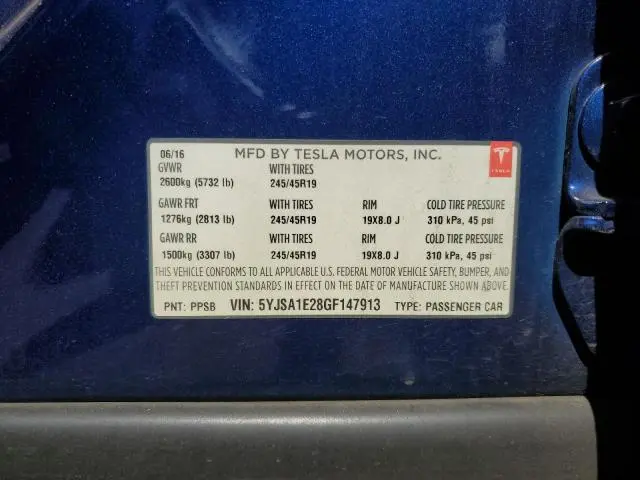 06/16 MFD BY TESLA MOTORS, INC.
GVWR WITH TIRES
2600kg (5732 lb) 245/45R19
TESLA
GAWR FRT WITH TIRES RIM COLD TIRE PRESSURE
1276kg (2813 lb) 245/45R19 19X8.0 J 310 kPa, 45 psi
GAWR RR WITH TIRES RIM COLD TIRE PRESSURE
1500kg (3307 lb) 245/45R19 19X8.0 J 310 kPa, 45 psi
THIS VEHICLE CONFORMS TO ALL APPLICABLE U.S. FEDERAL MOTOR VEHICLE SAFETY, BUMPER, AND
THEFT PREVENTION STANDARDS IN EFFECT ON THE DATE OF MANUFACTURE SHOWN ABOVE.
PNT: PPSB VIN: 5YJSA1E28GF147913 TYPE: PASSENGER CAR